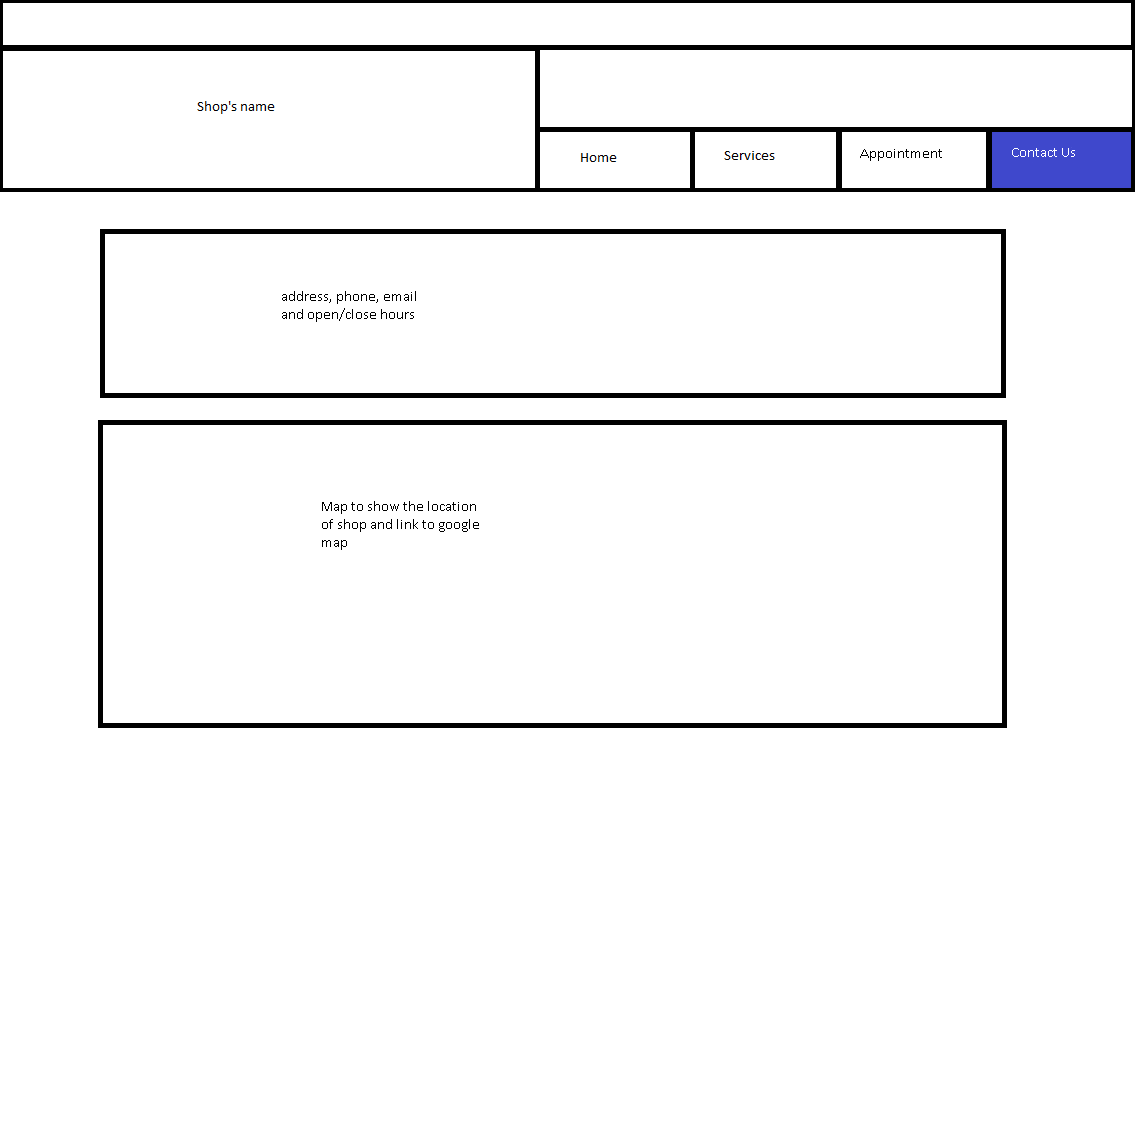 Shop's name
Home
Services
Appointment
Contact Us
address, phone, email
and open/close hours
Map to show the location
of shop and link to google
map